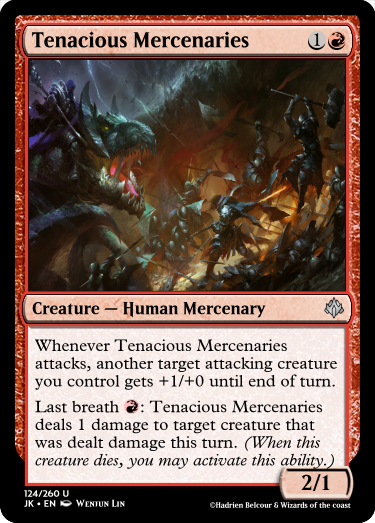 Tenacious Mercenaries 1
Creature — Human Mercenary
Whenever Tenacious Mercenaries
attacks, another target attacking creature
you control gets +1/+0 until end of turn.
Last breath : Tenacious Mercenaries
deals 1 damage to target creature that
was dealt damage this turn. (When this
creature dies, you may activate this ability.)
2/1
124/260 U
JK • EN Wenjun Lin
©Hadrien Belcour & Wizards of the coast